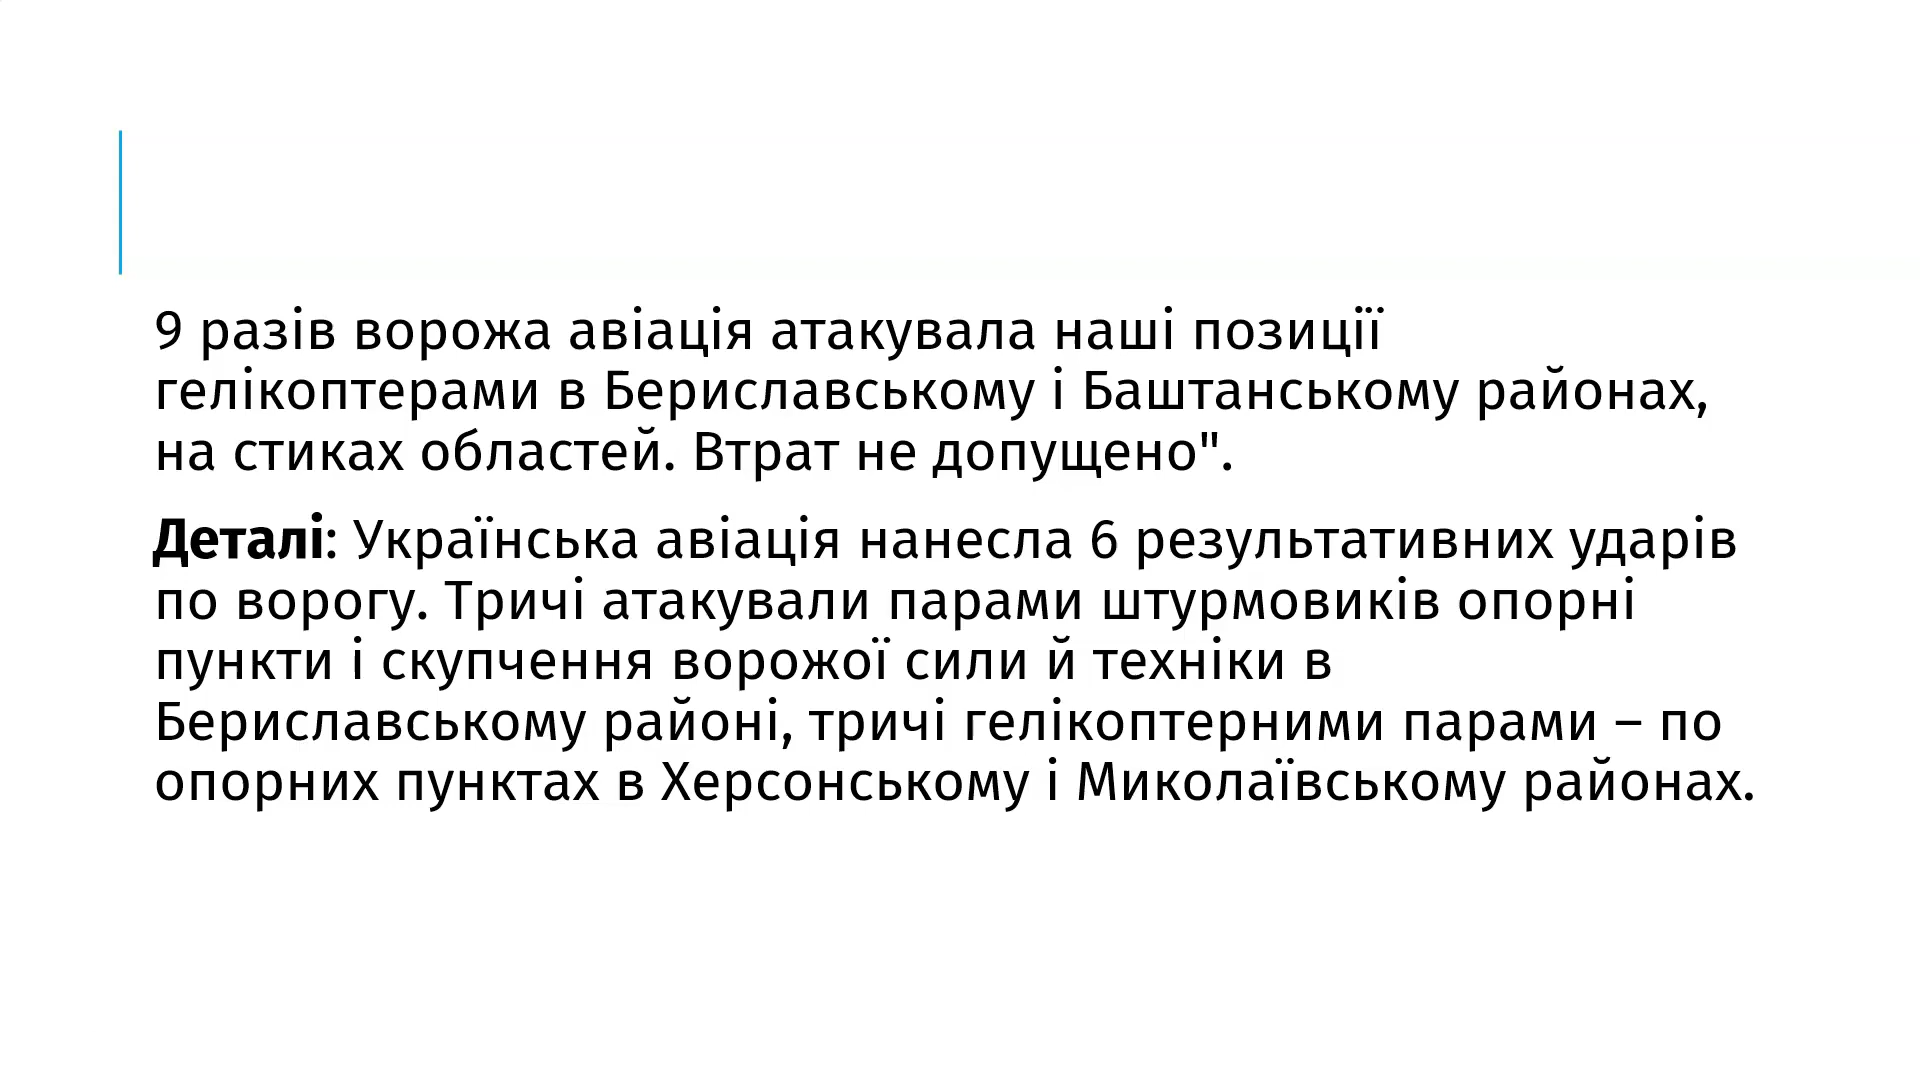 9 разів ворожа авіація атакувала наші позиції
гелікоптерами в Бериславському і Баштанському районах,
на стиках областей. Втрат не допущено".
Деталі: Українська авіація нанесла 6 результативних ударів
по ворогу. Тричі атакували парами штурмовиків опорні
пункти і скупчення ворожої сили й техніки в
Бериславському районі, тричі гелікоптерними парами – по
опорних пунктах в Херсонському і Миколаївському районах.